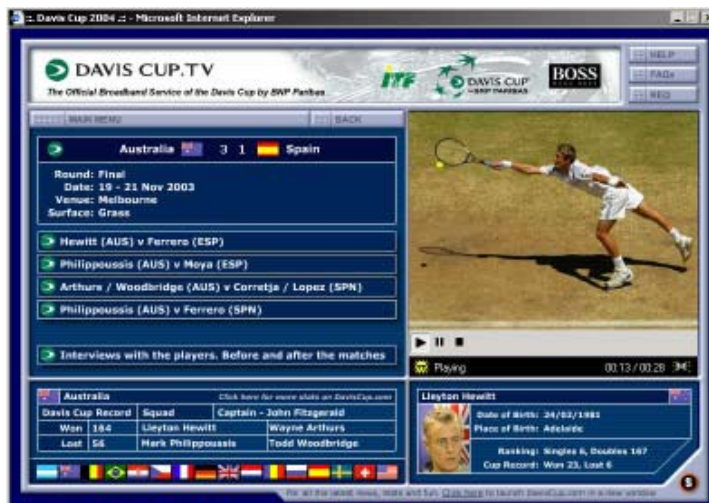 :: Davis Cup 2004 .:: - Microsoft Internet Explorer
DAVIS CUP.TV
The Official Broadband Service of the Davis Cup by BNP Paribas
ITF
DAVIS CUP
by BNP PARIBAS
BOSS
HUGO BOSS
HELP
FAQs
REG
MAIN MENU
BACK
Australia 3 1 Spain
Round: Final
Date: 19 - 21 Nov 2003
Venue: Melbourne
Surface: Grass
Hewitt (AUS) v Ferrero (ESP)
Philippoussis (AUS) v Moya (ESP)
Arthurs / Woodbridge (AUS) v Corretja / Lopez (SPN)
Philippoussis (AUS) v Ferrero (SPN)
Interviews with the players. Before and after the matches
Playing
00:13 / 00:28
Australia
Click here for more stats on DavisCup.com
Davis Cup Record Squad Captain - John Fitzgerald
Won 164 Lleyton Hewitt Wayne Arthurs
Lost 56 Mark Philippoussis Todd Woodbridge
Lleyton Hewitt
Date of Birth: 24/02/1981
Place of Birth: Adelaide
Ranking: Singles 6, Doubles 167
Cup Record: Won 23, Lost 6
For all the latest news, stats and fun, Click here to launch DavisCup.com in a new window